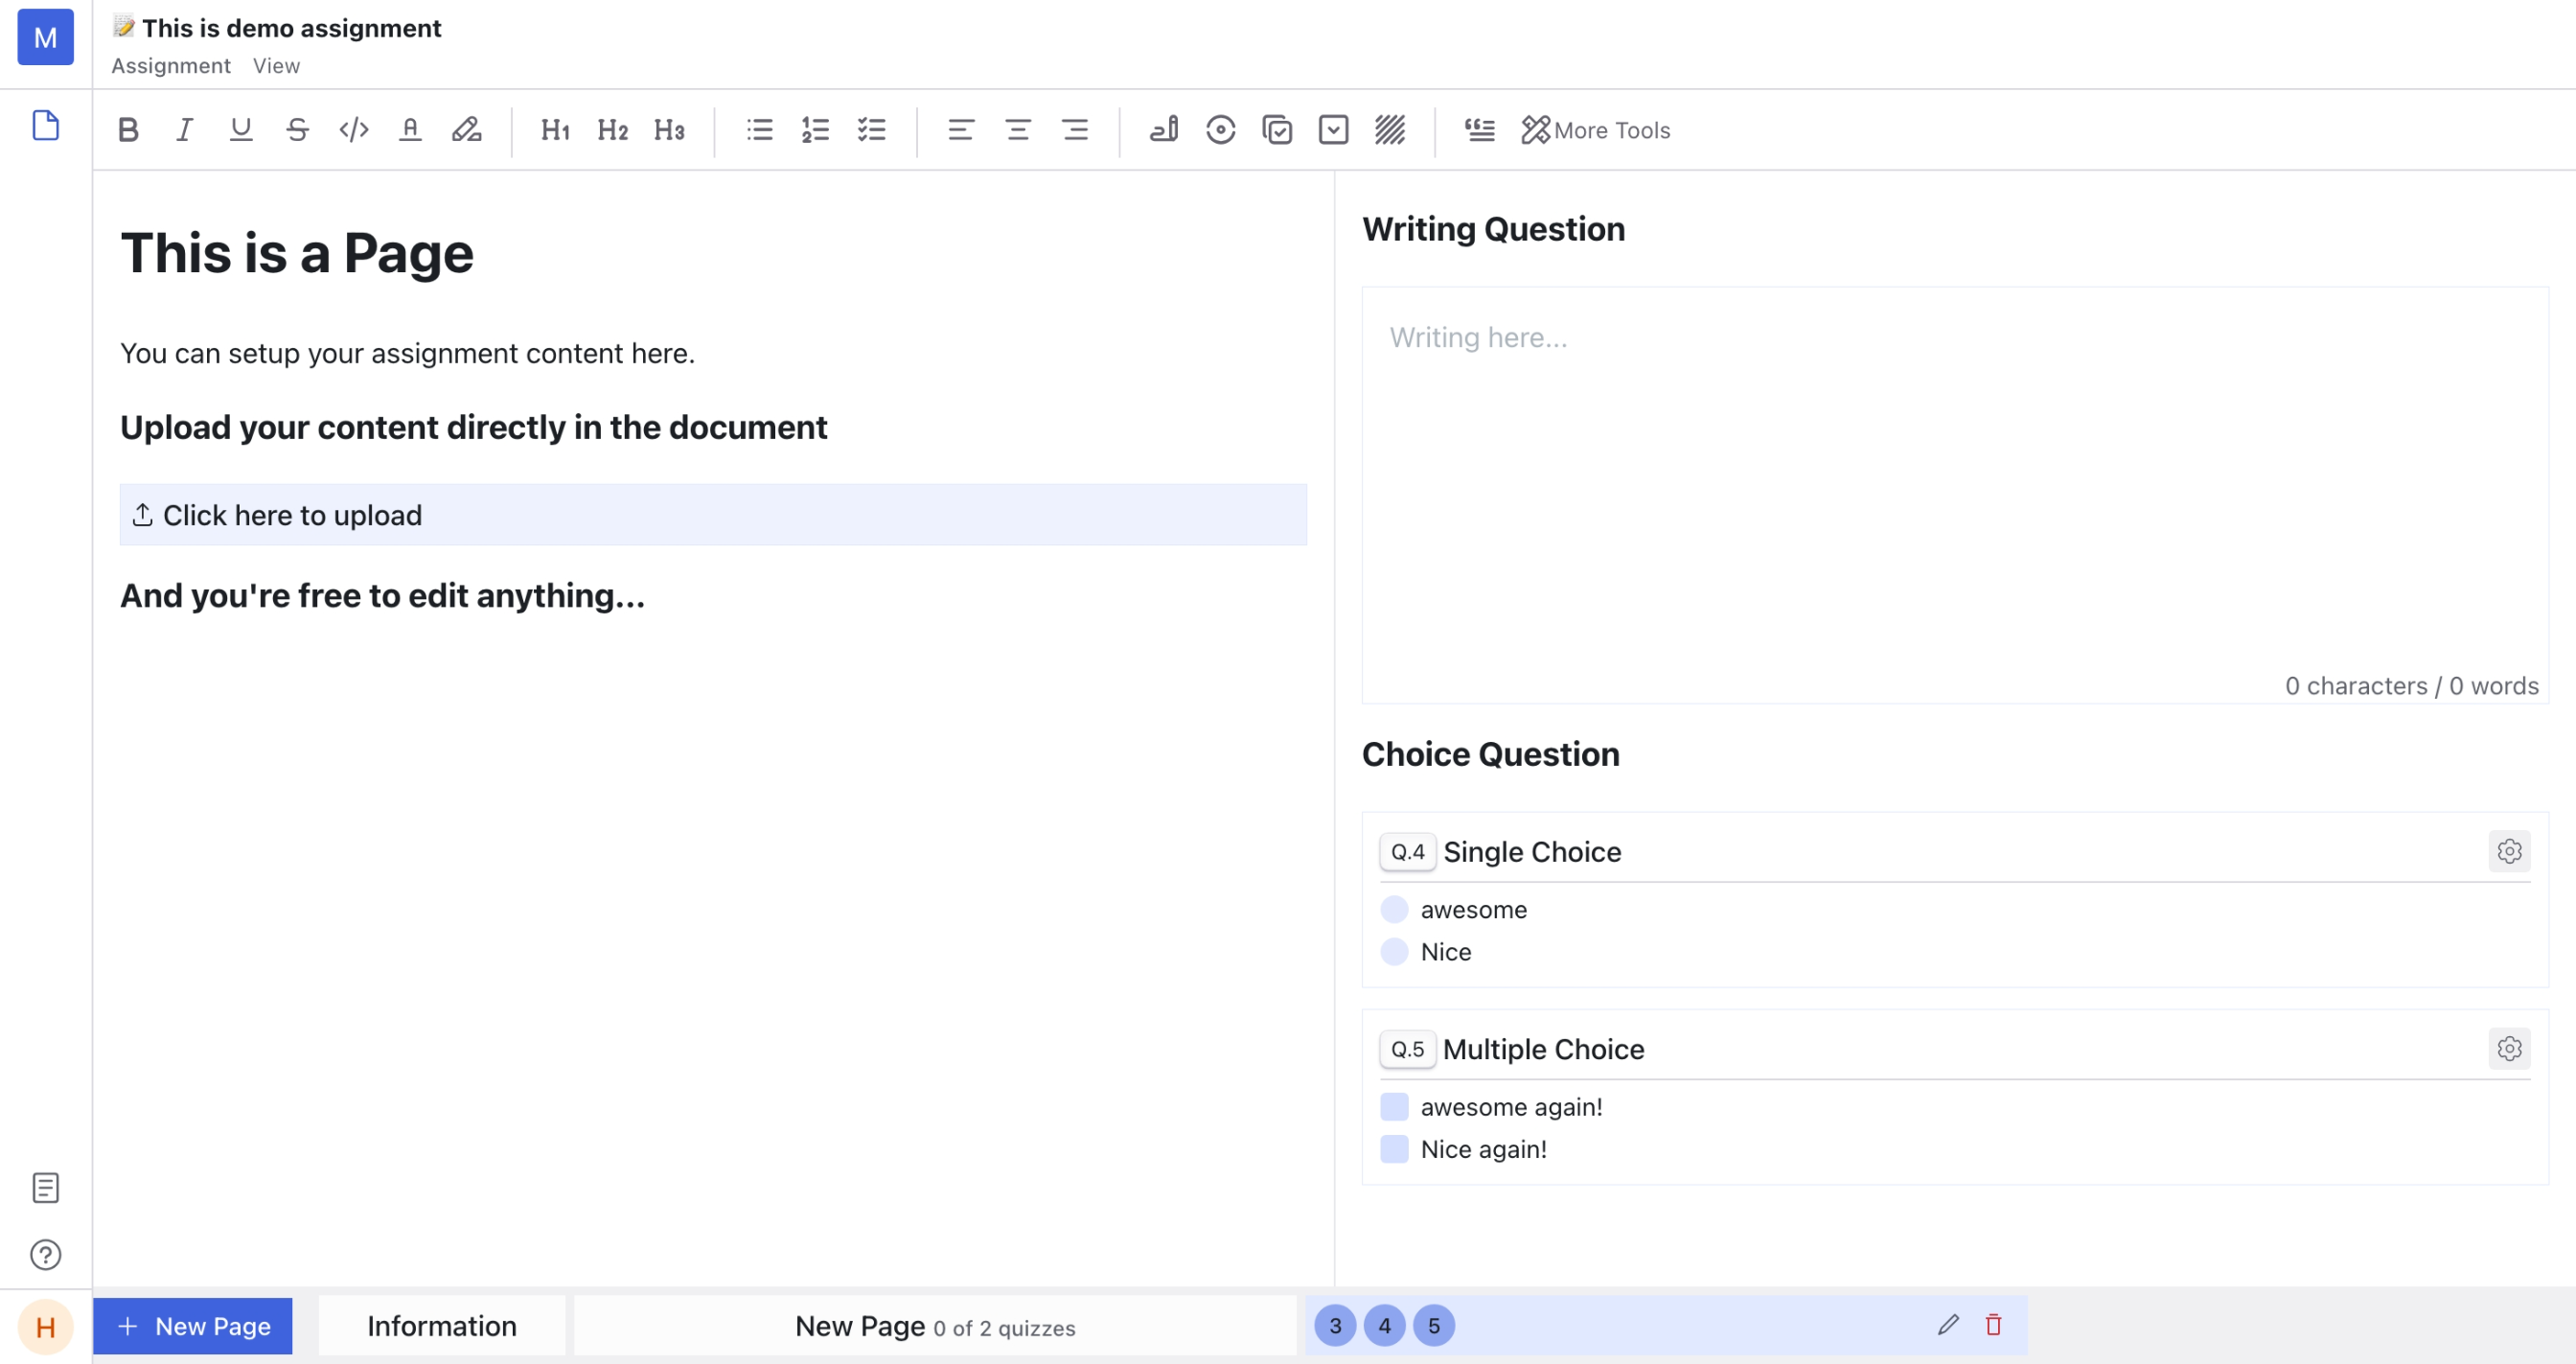 M
This is demo assignment
Assignment View
B I U S </> A H1 H2 H3 More Tools
This is a Page
You can setup your assignment content here.
Upload your content directly in the document
Click here to upload
And you're free to edit anything...
Writing Question
Writing here...
0 characters / 0 words
Choice Question
Q.4 Single Choice
awesome
Nice
Q.5 Multiple Choice
awesome again!
Nice again!
H
+ New Page
Information
New Page 0 of 2 quizzes
3 4 5